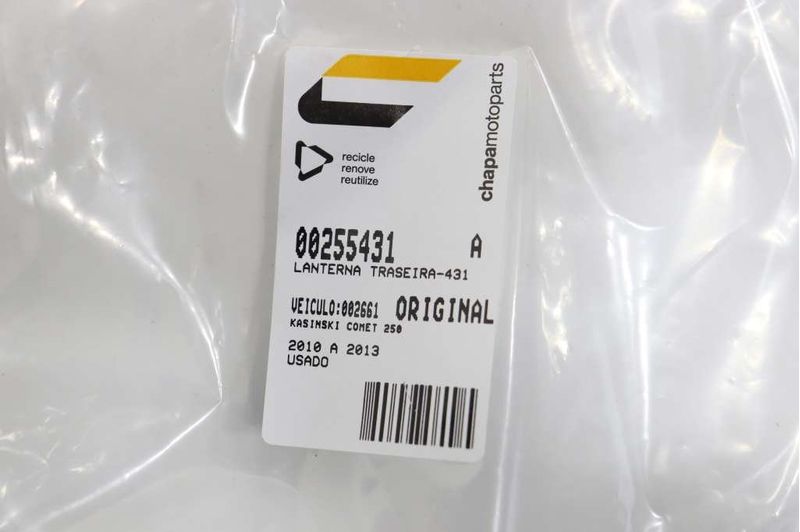 chapamotoparts
recicle
renove
reutilize
00255431 A
LANTERNA TRASEIRA-431
VEICULO:002661 ORIGINAL
KASINSKI COMET 250
2010 A 2013
USADO